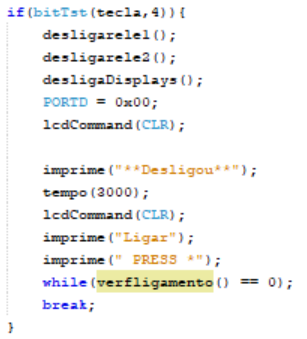 if(bitTst(tecla,4)){
desligarele1();
desligarele2();
desligaDisplays();
PORTD = 0x00;
lcdCommand(CLR);
imprime("**Desligou**");
tempo(3000);
lcdCommand(CLR);
imprime("Ligar");
imprime(" PRESS *");
while(verfligamento() == 0);
break;
}